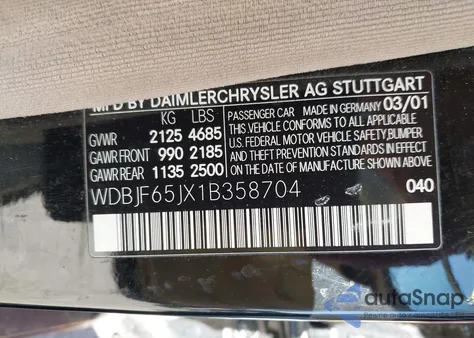 MFD BY DAIMLERCHRYSLER AG STUTTGART
KG LBS
GVWR 2125 4685
GAWR FRONT 990 2185
GAWR REAR 1135 2500
PASSENGER CAR MADE IN GERMANY 03/01
THIS VEHICLE CONFORMS TO ALL APPLICABLE
U.S. FEDERAL MOTOR VEHICLE SAFETY, BUMPER
AND THEFT PREVENTION STANDARDS IN EFFECT
ON THE DATE OF MANUFACTURE SHOWN ABOVE
WDBJF65JX1B358704
040
autaSnap